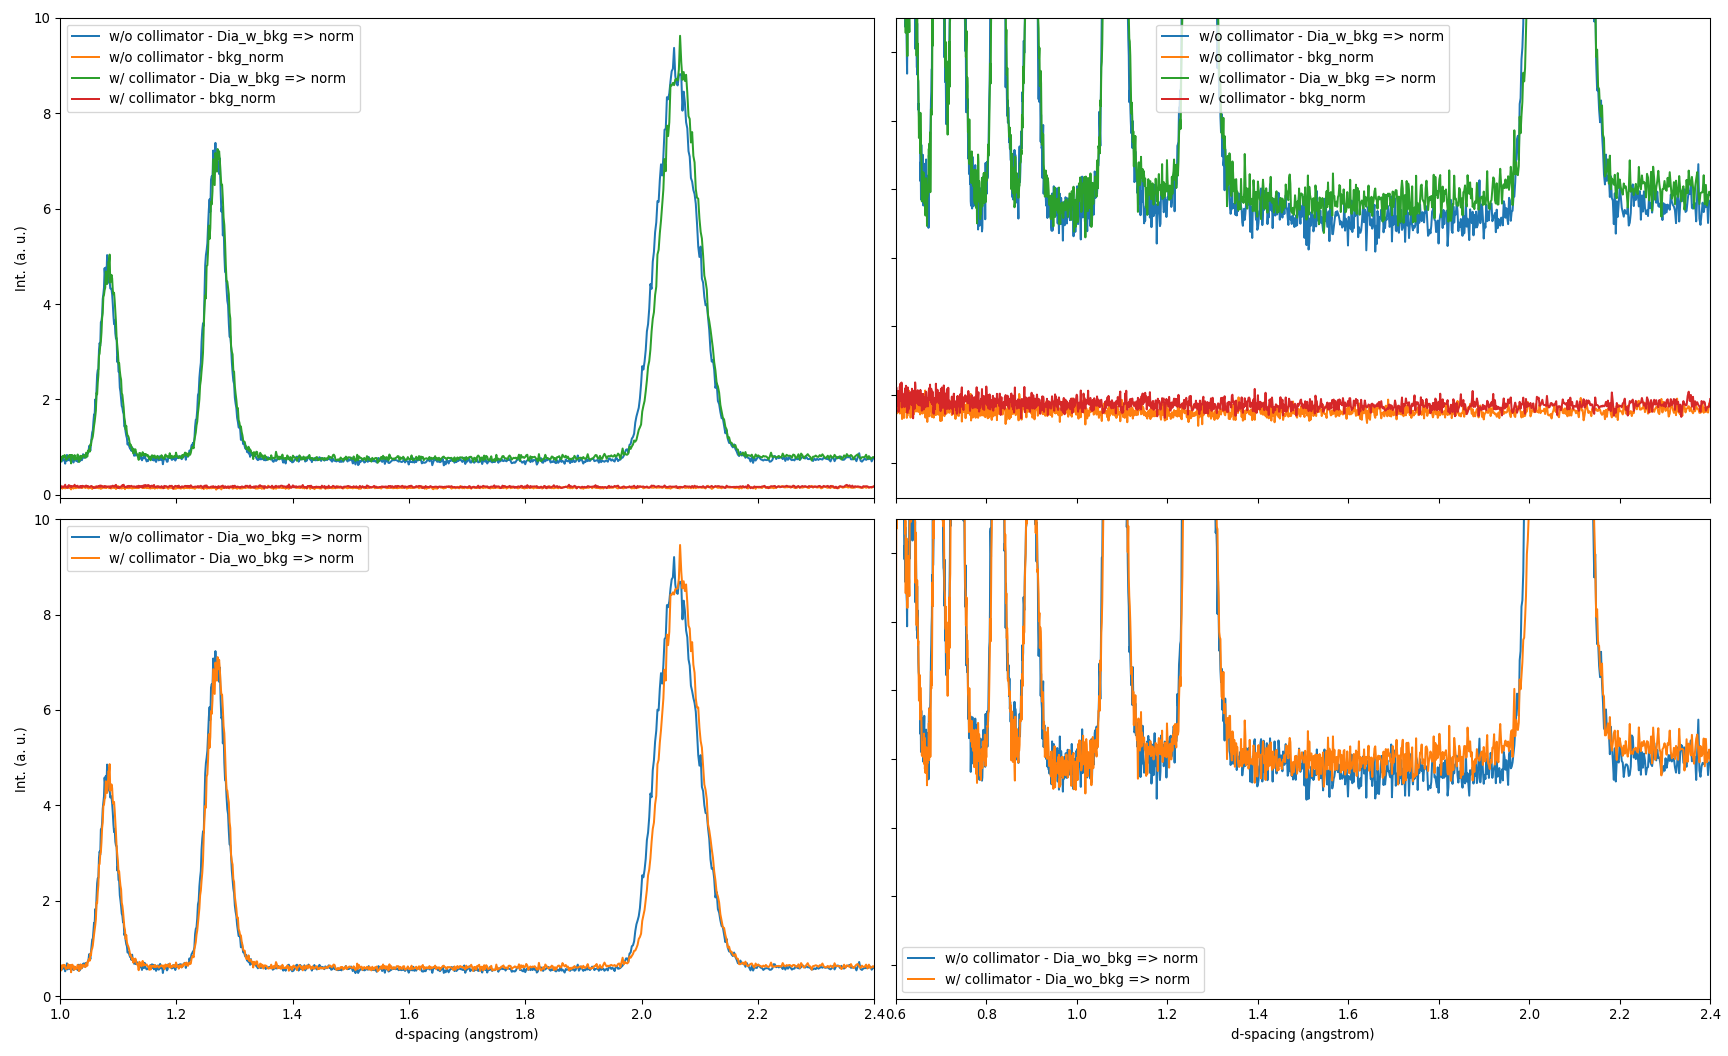 10
8
6
4
2
0
Int. (a. u.)
w/o collimator - Dia_w_bkg => norm
w/o collimator - bkg_norm
w/ collimator - Dia_w_bkg => norm
w/ collimator - bkg_norm
w/o collimator - Dia_w_bkg => norm
w/o collimator - bkg_norm
w/ collimator - Dia_w_bkg => norm
w/ collimator - bkg_norm
10
8
6
4
2
0
Int. (a. u.)
w/o collimator - Dia_wo_bkg => norm
w/ collimator - Dia_wo_bkg => norm
1.0 1.2 1.4 1.6 1.8 2.0 2.2 2.4
d-spacing (angstrom)
w/o collimator - Dia_wo_bkg => norm
w/ collimator - Dia_wo_bkg => norm
0.6 0.8 1.0 1.2 1.4 1.6 1.8 2.0 2.2 2.4
d-spacing (angstrom)